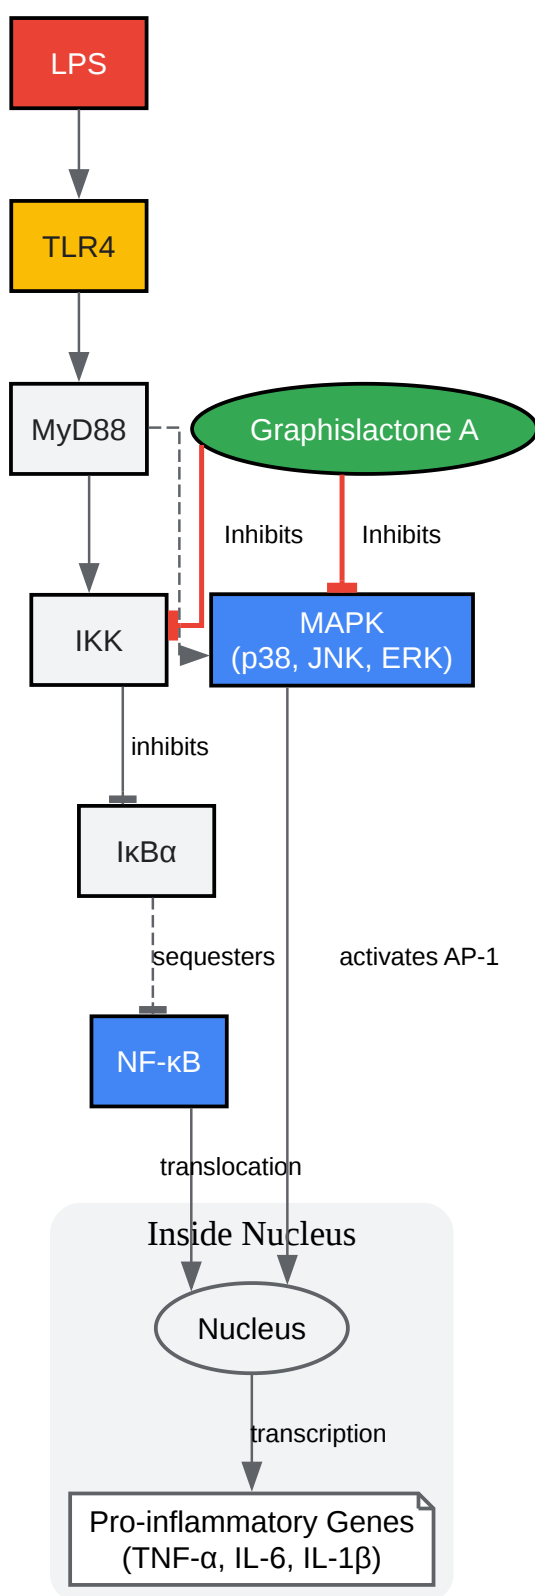 LPS
TLR4
MyD88
Graphislactone A
Inhibits
Inhibits
IKK
MAPK
(p38, JNK, ERK)
inhibits
IκBα
sequesters
activates AP-1
NF-κB
translocation
Inside Nucleus
Nucleus
transcription
Pro-inflammatory Genes
(TNF-α, IL-6, IL-1β)